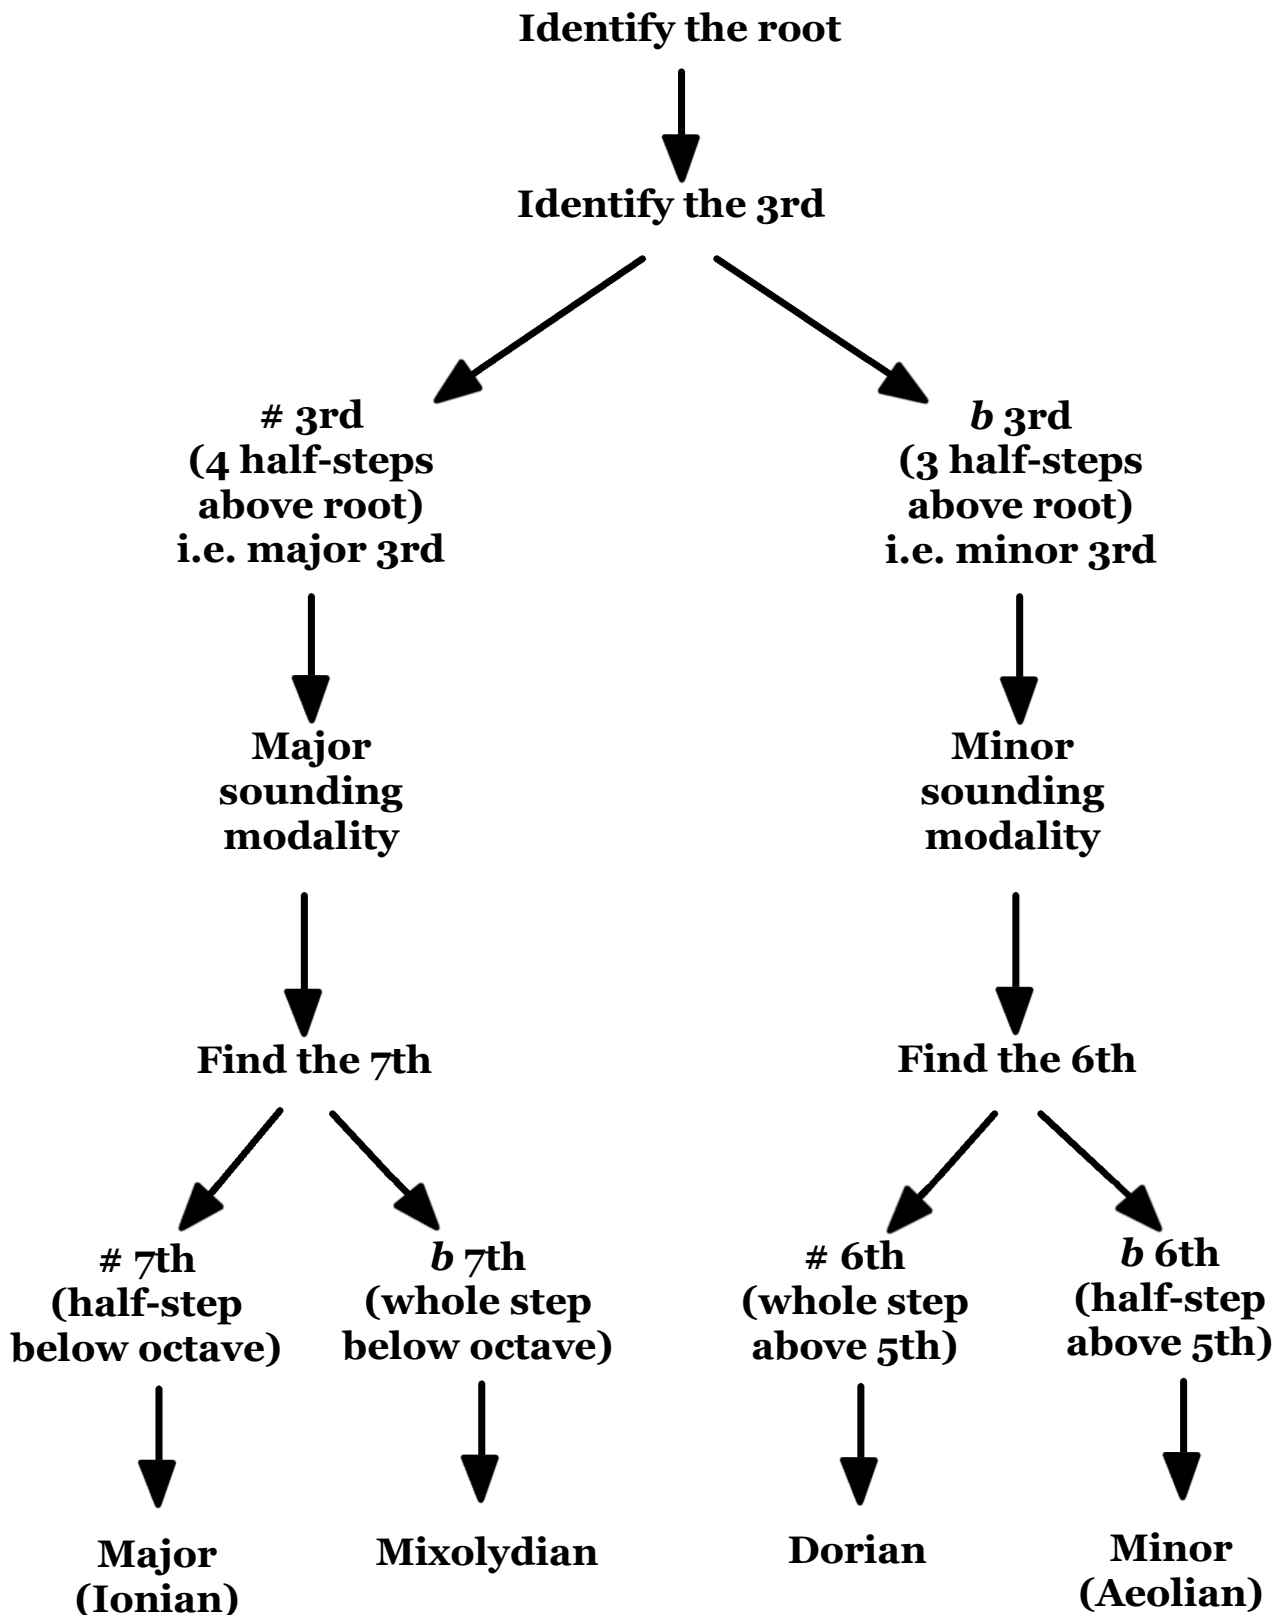 Identify the root
Identify the 3rd
# 3rd
(4 half-steps
above root)
i.e. major 3rd
b 3rd
(3 half-steps
above root)
i.e. minor 3rd
Major
sounding
modality
Minor
sounding
modality
Find the 7th
Find the 6th
# 7th
(half-step
below octave)
b 7th
(whole step
below octave)
# 6th
(whole step
above 5th)
b 6th
(half-step
above 5th)
Major
(Ionian)
Mixolydian
Dorian
Minor
(Aeolian)